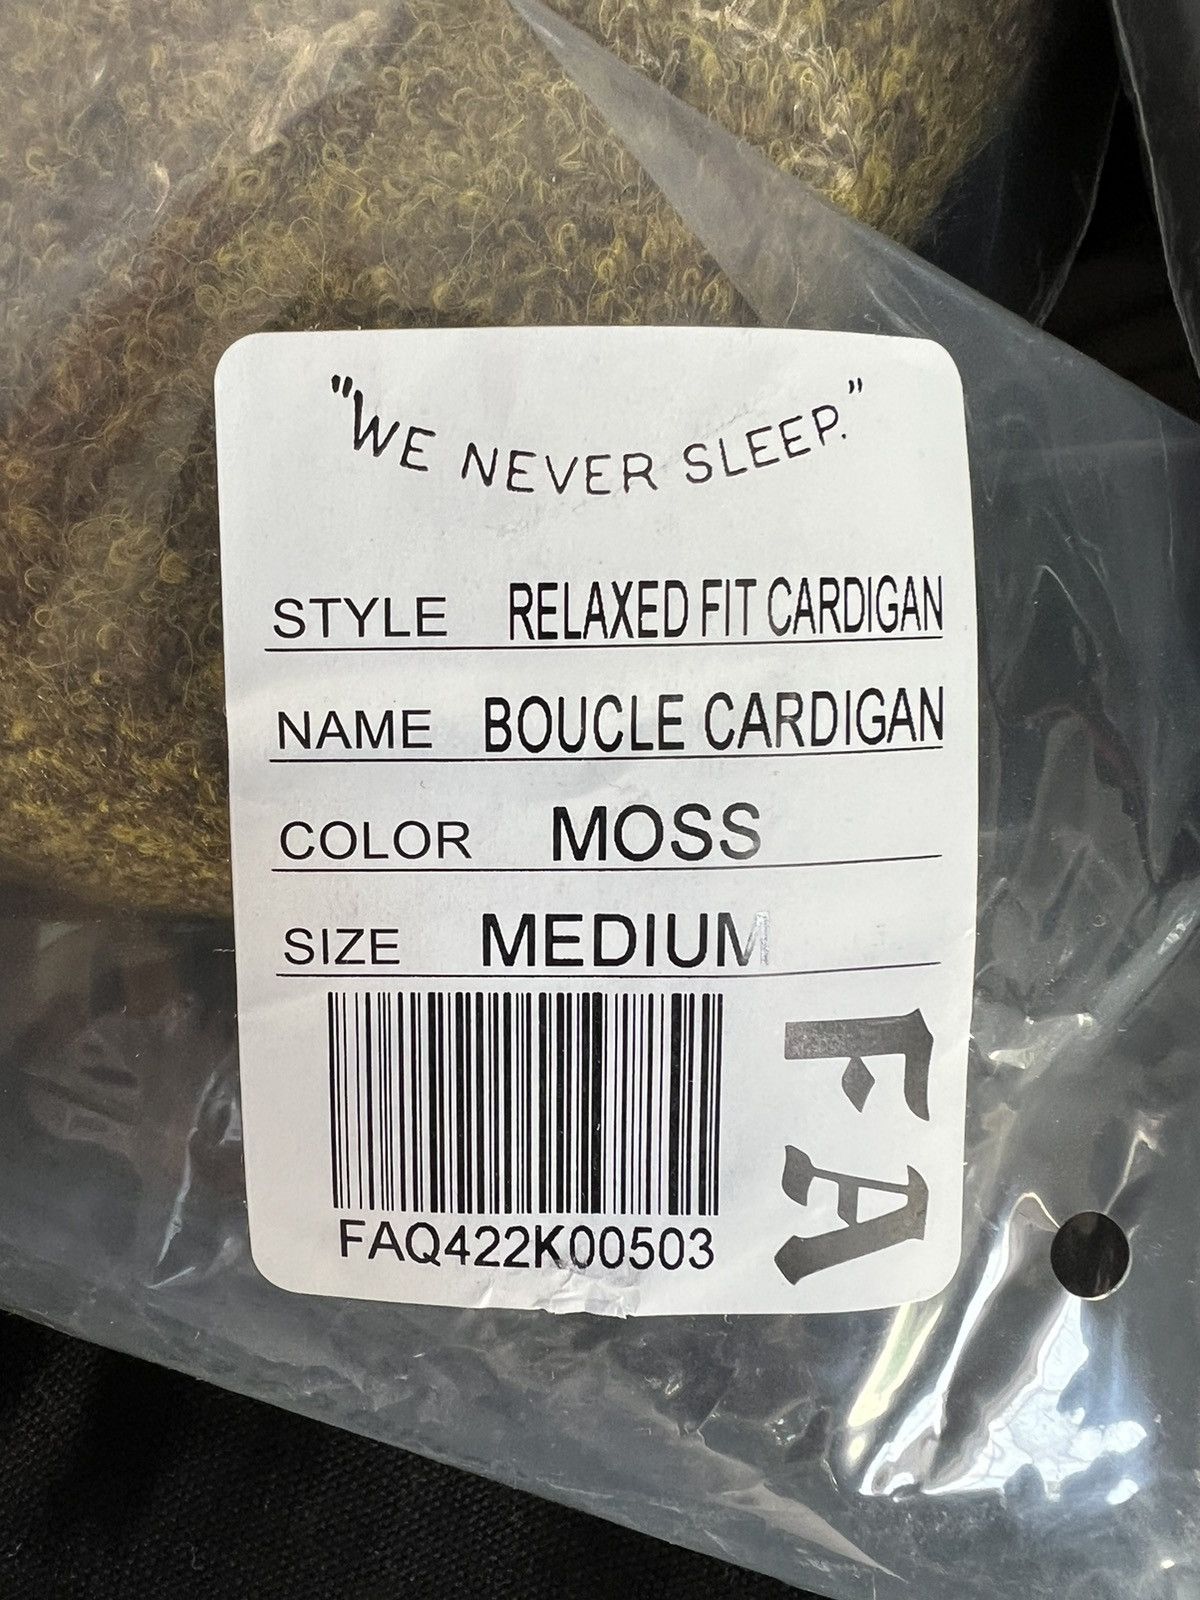 "WE NEVER SLEEP."
STYLE RELAXED FIT CARDIGAN
NAME BOUCLE CARDIGAN
COLOR MOSS
SIZE MEDIUM
FAQ422K00503
FA